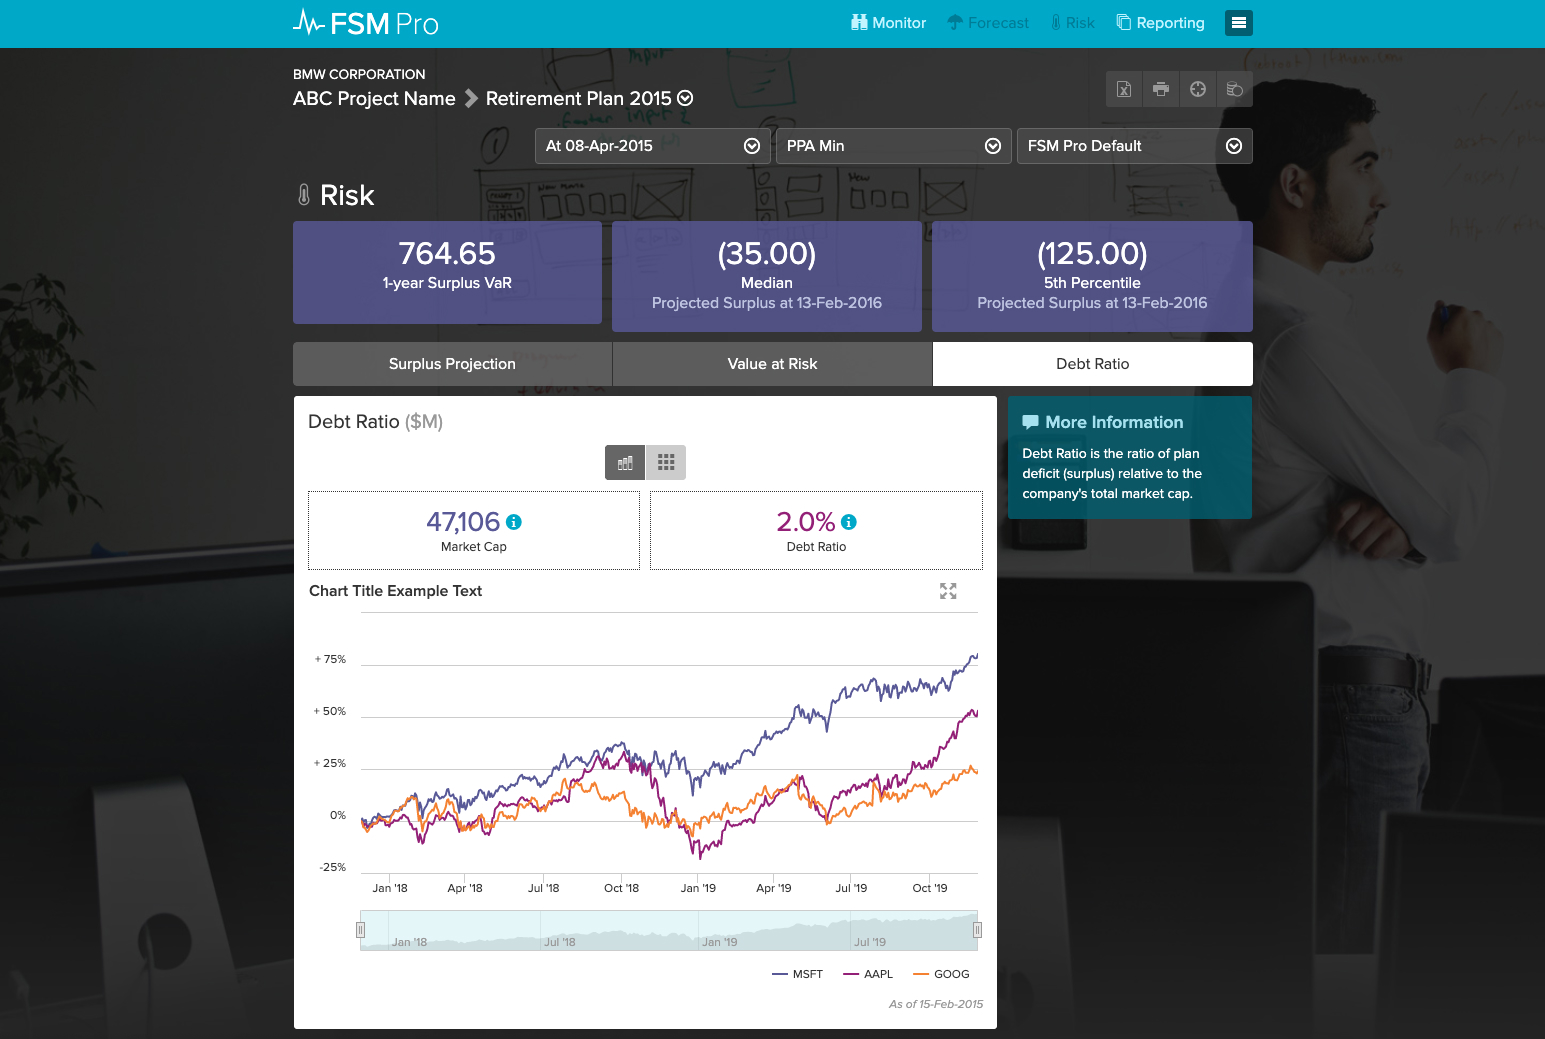 FSM Pro
Monitor
Forecast
Risk
Reporting
BMW CORPORATION
ABC Project Name
Retirement Plan 2015
At 08-Apr-2015
PPA Min
FSM Pro Default
Risk
764.65
1-year Surplus VaR
(35.00)
Median
Projected Surplus at 13-Feb-2016
(125.00)
5th Percentile
Projected Surplus at 13-Feb-2016
Surplus Projection
Value at Risk
Debt Ratio
Debt Ratio ($M)
47,106
Market Cap
2.0%
Debt Ratio
More Information
Debt Ratio is the ratio of plan
deficit (surplus) relative to the
company's total market cap.
Chart Title Example Text
+ 75%
+ 50%
+ 25%
0%
-25%
Jan '18
Apr '18
Jul '18
Oct '18
Jan '19
Apr '19
Jul '19
Oct '19
Jan '18
Jul '18
Jan '19
Jul '19
MSFT
AAPL
GOOG
As of 15-Feb-2015